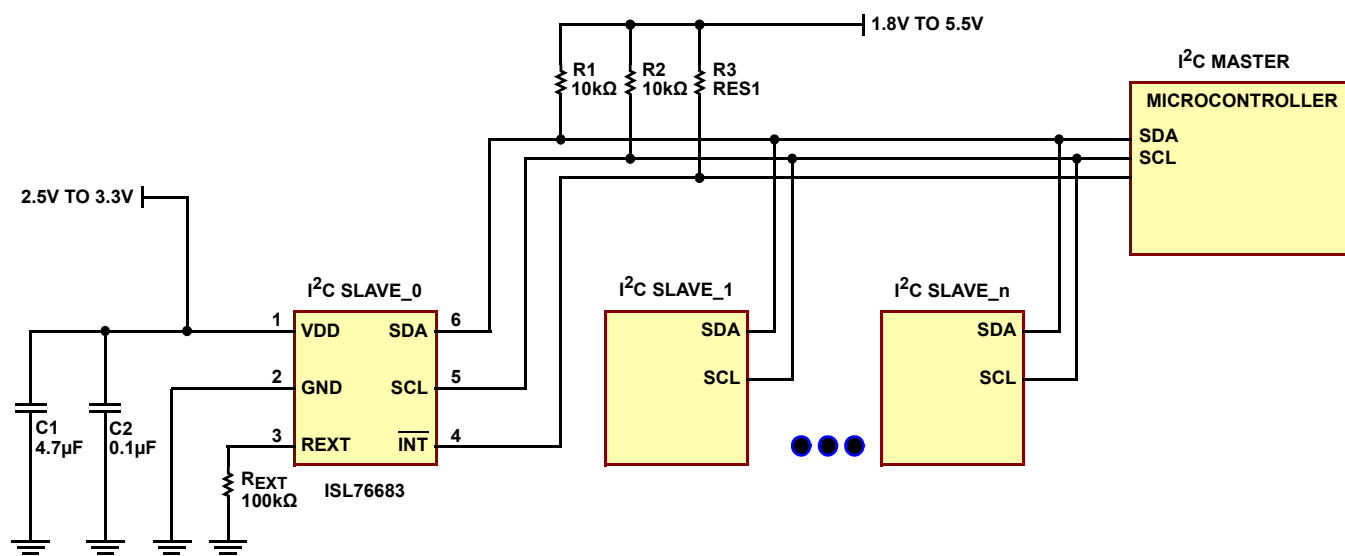 1.8V TO 5.5V
R1
10kΩ
R2
10kΩ
R3
RES1
I²C MASTER
MICROCONTROLLER
SDA
SCL
2.5V TO 3.3V
I²C SLAVE_0
1
VDD
SDA
6
2
GND
SCL
5
3
REXT
INT
4
ISL76683
C1
4.7µF
C2
0.1µF
REXT
100kΩ
I²C SLAVE_1
SDA
SCL
I²C SLAVE_n
SDA
SCL